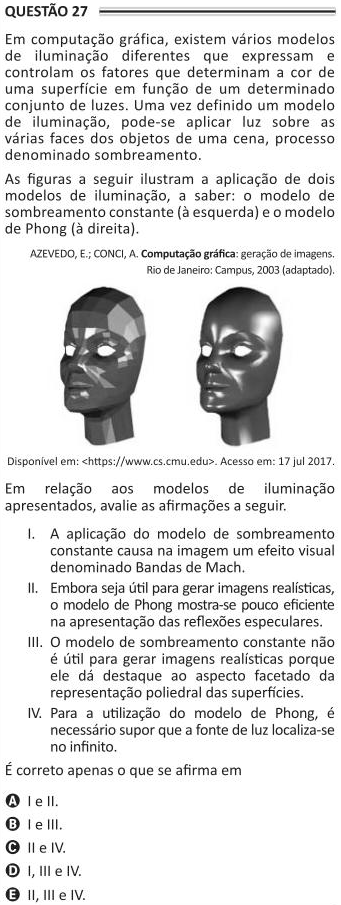 QUESTÃO 27
Em computação gráfica, existem vários modelos
de iluminação diferentes que expressam e
controlam os fatores que determinam a cor de
uma superfície em função de um determinado
conjunto de luzes. Uma vez definido um modelo
de iluminação, pode-se aplicar luz sobre as
várias faces dos objetos de uma cena, processo
denominado sombreamento.
As figuras a seguir ilustram a aplicação de dois
modelos de iluminação, a saber: o modelo de
sombreamento constante (à esquerda) e o modelo
de Phong (à direita).
AZEVEDO, E.; CONCI, A. Computação gráfica: geração de imagens.
Rio de Janeiro: Campus, 2003 (adaptado).
Disponível em: <https://www.cs.cmu.edu>. Acesso em: 17 jul 2017.
Em relação aos modelos de iluminação
apresentados, avalie as afirmações a seguir.
I. A aplicação do modelo de sombreamento
constante causa na imagem um efeito visual
denominado Bandas de Mach.
II. Embora seja útil para gerar imagens realísticas,
o modelo de Phong mostra-se pouco eficiente
na apresentação das reflexões especulares.
III. O modelo de sombreamento constante não
é útil para gerar imagens realísticas porque
ele dá destaque ao aspecto facetado da
representação poliedral das superfícies.
IV. Para a utilização do modelo de Phong, é
necessário supor que a fonte de luz localiza-se
no infinito.
É correto apenas o que se afirma em
A I e II.
B I e III.
C II e IV.
D I, III e IV.
E II, III e IV.